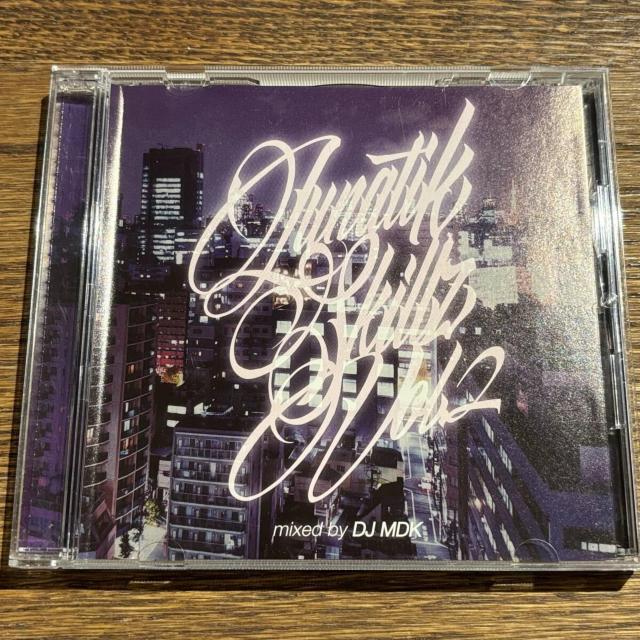 Lunatik
Skillz
Vol.2
mixed by DJ MDK